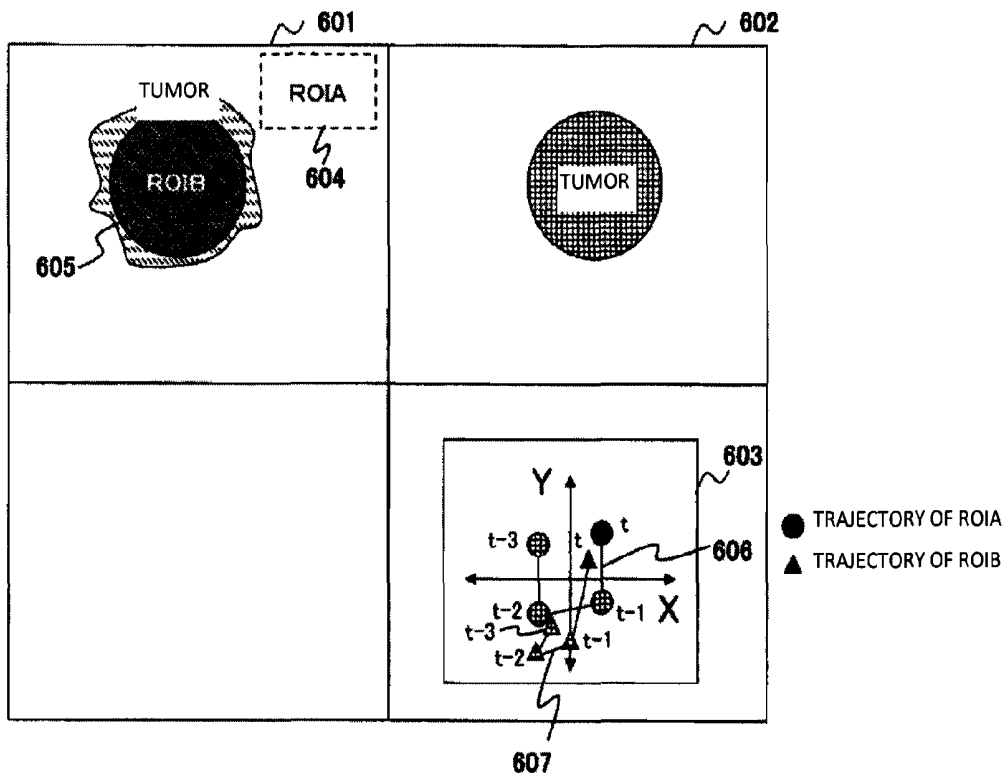 601
602
TUMOR
ROIA
604
ROIB
605
TUMOR
603
Y
t
t
t-3
606
X
t-2
t-1
t-3
t-1
t-2
607
TRAJECTORY OF ROIA
TRAJECTORY OF ROIB